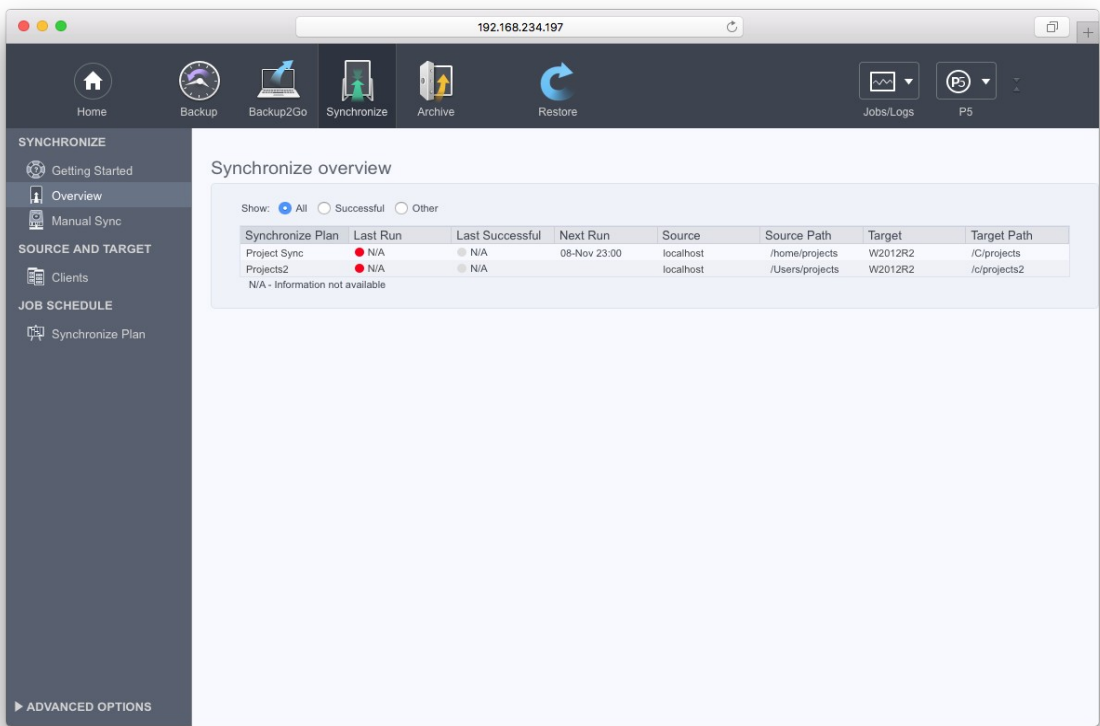 192.168.234.197
Home
Backup
Backup2Go
Synchronize
Archive
Restore
Jobs/Logs
P5
P5
SYNCHRONIZE
Getting Started
Overview
Manual Sync
SOURCE AND TARGET
Clients
JOB SCHEDULE
Synchronize Plan
ADVANCED OPTIONS
Synchronize overview
Show: All Successful Other
Synchronize Plan Last Run Last Successful Next Run Source Source Path Target Target Path
Project Sync N/A N/A 08-Nov 23:00 localhost /home/projects W2012R2 /C/projects
Projects2 N/A N/A localhost /Users/projects W2012R2 /c/projects2
N/A - Information not available